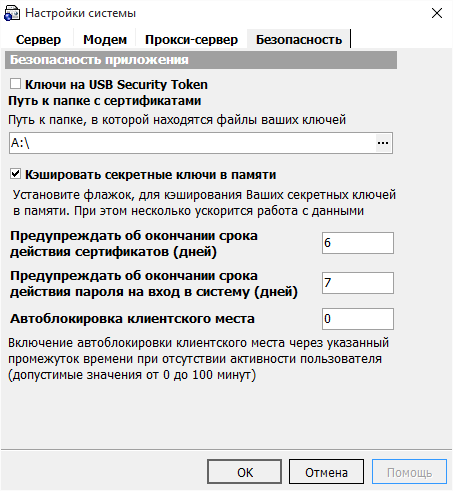 Настройки системы
Сервер Модем Прокси-сервер Безопасность
Безопасность приложения
Ключи на USB Security Token
Путь к папке с сертификатами
Путь к папке, в которой находятся файлы ваших ключей
A:\ ...
Кэшировать секретные ключи в памяти
Установите флажок, для кэширования Ваших секретных ключей
в памяти. При этом несколько ускорится работа с данными
Предупреждать об окончании срока
действия сертификатов (дней)
6
Предупреждать об окончании срока
действия пароля на вход в систему (дней)
7
Автоблокировка клиентского места
0
Включение автоблокировки клиентского места через указанный
промежуток времени при отсутствии активности пользователя
(допустимые значения от 0 до 100 минут)
OK Отмена Помощь